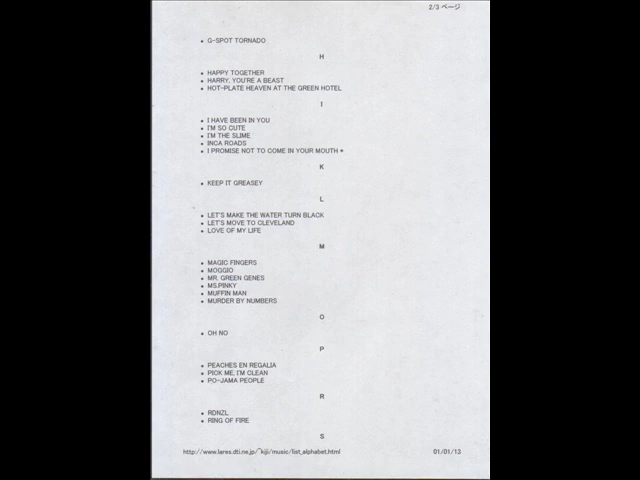 2/3 ページ
• G-SPOT TORNADO
H
• HAPPY TOGETHER
• HARRY, YOU'RE A BEAST
• HOT-PLATE HEAVEN AT THE GREEN HOTEL
I
• I HAVE BEEN IN YOU
• I'M SO CUTE
• I'M THE SLIME
• INCA ROADS
• I PROMISE NOT TO COME IN YOUR MOUTH +
K
• KEEP IT GREASEY
L
• LET'S MAKE THE WATER TURN BLACK
• LET'S MOVE TO CLEVELAND
• LOVE OF MY LIFE
M
• MAGIC FINGERS
• MOGGIO
• MR. GREEN GENES
• MS.PINKY
• MUFFIN MAN
• MURDER BY NUMBERS
O
• OH NO
P
• PEACHES EN REGALIA
• PICK ME, I'M CLEAN
• PO-JAMA PEOPLE
R
• RDNZL
• RING OF FIRE
S
http://www.lares.dti.ne.jp/~kiji/music/list_alphabet.html 01/01/13